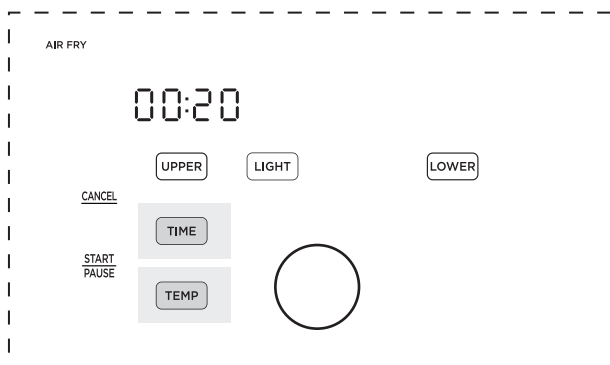 AIR FRY
00:20
UPPER LIGHT LOWER
CANCEL
TIME
START
PAUSE
TEMP